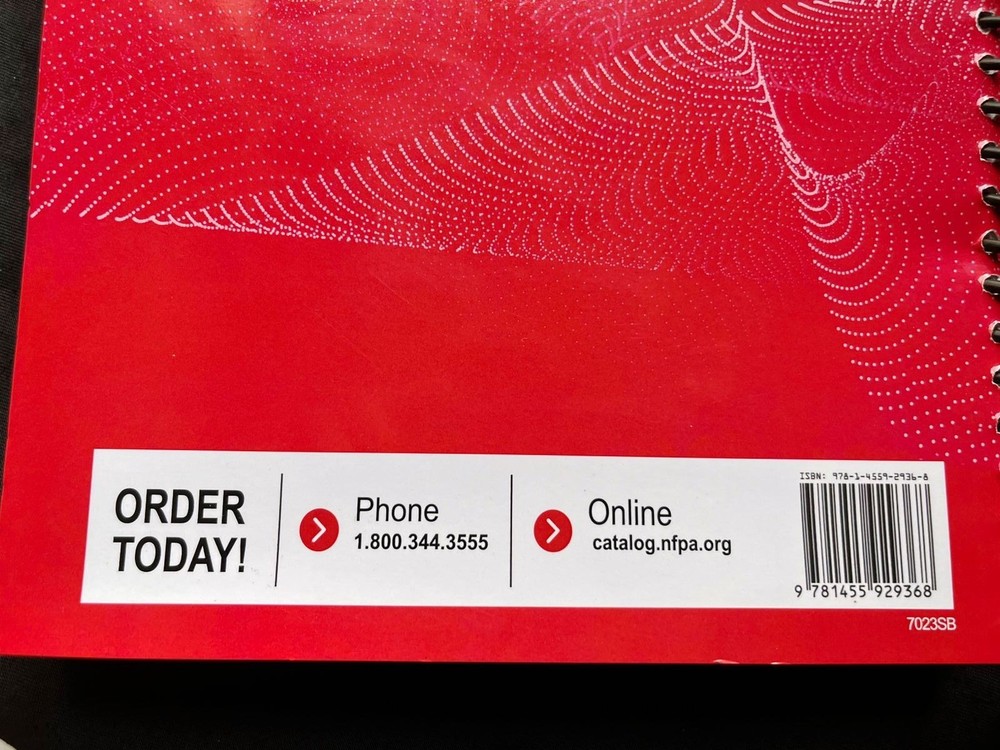 ORDER
TODAY!
Phone
1.800.344.3555
Online
catalog.nfpa.org
ISBN: 978-1-4559-2936-8
9 781455 929368
7023SB